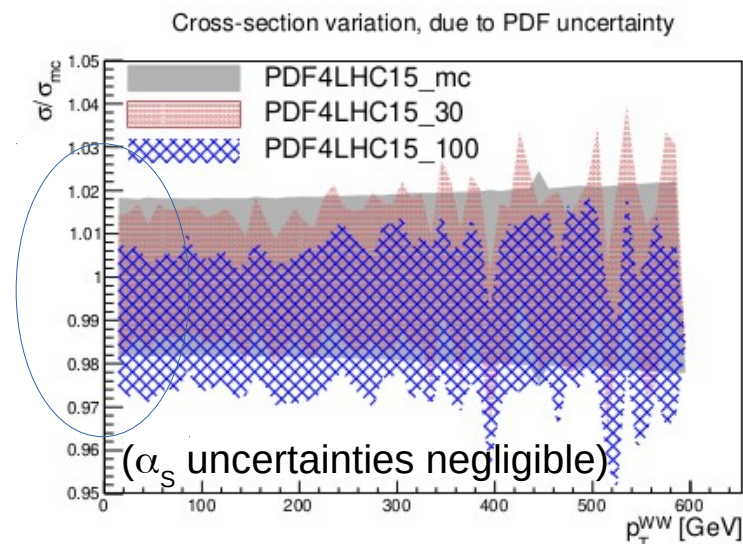 Cross-section variation, due to PDF uncertainty
σ/σmc
1.05
1.04
1.03
1.02
1.01
1
0.99
0.98
0.97
0.96
0.95
PDF4LHC15_mc
PDF4LHC15_30
PDF4LHC15_100
(αs uncertainties negligible)
0 100 200 300 400 500 600
pTWW [GeV]